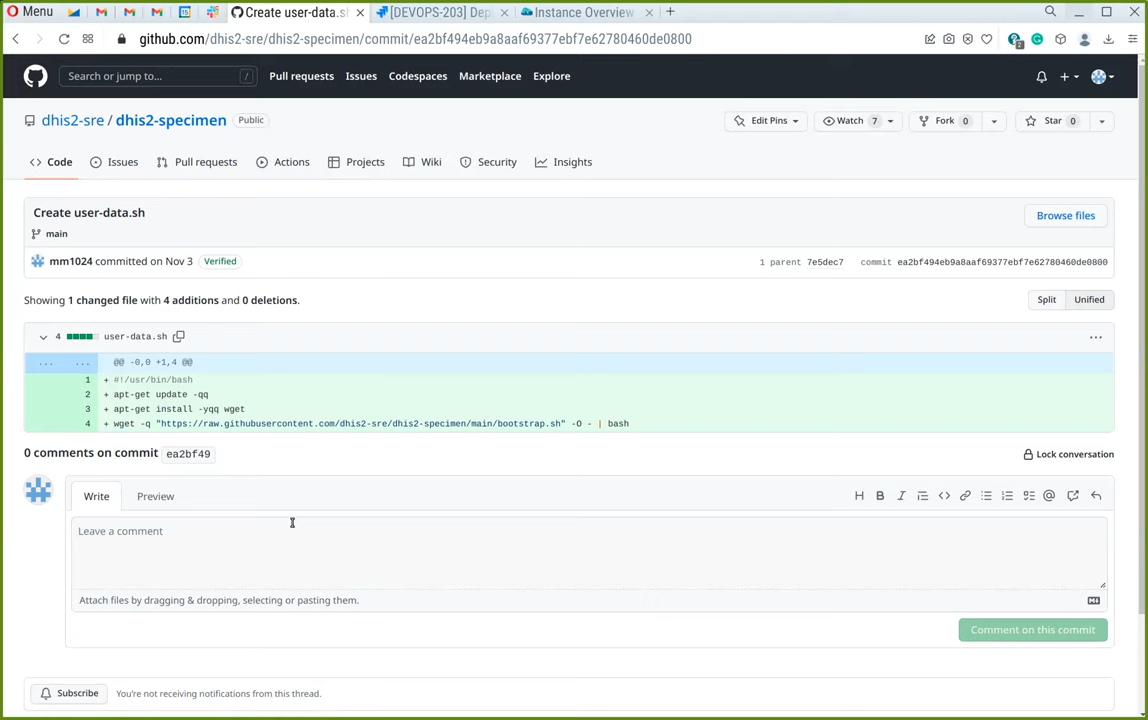 Menu
Create user-data.sh
[DEVOPS-203] Dep
Instance Overview
github.com/dhis2-sre/dhis2-specimen/commit/ea2bf494eb9a8aaf69377ebf7e62780460de0800
2
Search or jump to...
/
Pull requests
Issues
Codespaces
Marketplace
Explore
dhis2-sre / dhis2-specimen
Public
Edit Pins
Watch 7
Fork 0
Star 0
<> Code
Issues
Pull requests
Actions
Projects
Wiki
Security
Insights
Create user-data.sh
Browse files
main
mm1024 committed on Nov 3
Verified
1 parent 7e5dec7
commit ea2bf494eb9a8aaf69377ebf7e62780460de0800
Showing 1 changed file with 4 additions and 0 deletions.
Split
Unified
4
user-data.sh
...
... ... @@ -0,0 +1,4 @@
1 + #!/usr/bin/bash
2 + apt-get update -qq
3 + apt-get install -yqq wget
4 + wget -q "https://raw.githubusercontent.com/dhis2-sre/dhis2-specimen/main/bootstrap.sh" -O - | bash
0 comments on commit ea2bf49
Lock conversation
Write
Preview
H B I
Leave a comment
Attach files by dragging & dropping, selecting or pasting them.
Comment on this commit
Subscribe
You're not receiving notifications from this thread.